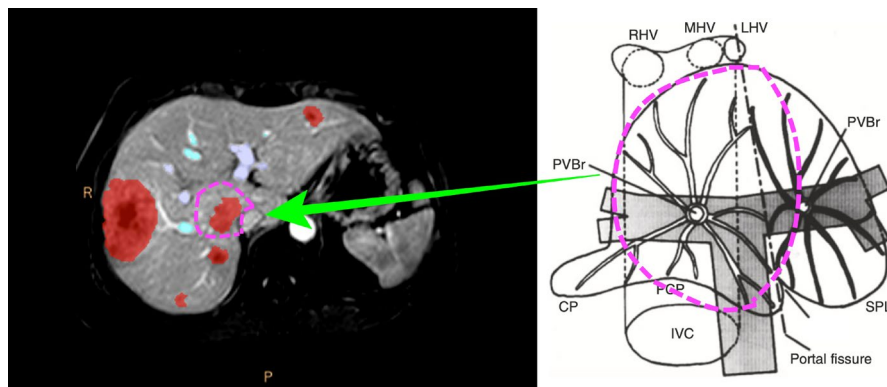 R
P
RHV
MHV
LHV
PVBr
PVBr
CP
PCP
SPL
IVC
Portal fissure